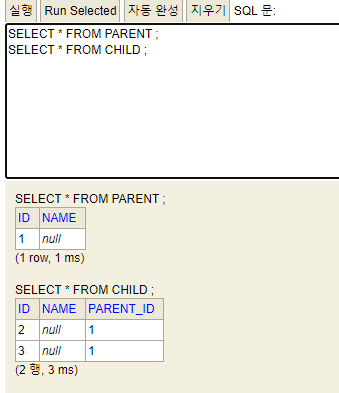 실행 Run Selected 자동 완성 지우기 SQL 문:
SELECT * FROM PARENT ;
SELECT * FROM CHILD ;
SELECT * FROM PARENT ;
ID NAME
1 null
(1 row, 1 ms)
SELECT * FROM CHILD ;
ID NAME PARENT_ID
2 null 1
3 null 1
(2 행, 3 ms)